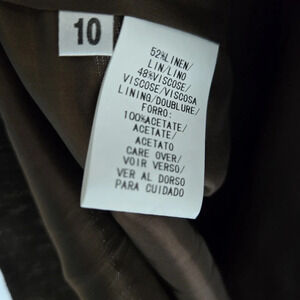 10
52%LINEN/
LIN/LINO
48%VISCOSE/
VISCOSE/VISCOSA
LINING/DOUBLURE/
FORRO:
100%ACETATE/
ACETATE/
ACETATO
CARE OVER/
VOIR VERSO/
VER AL DORSO
PARA CUIDADO